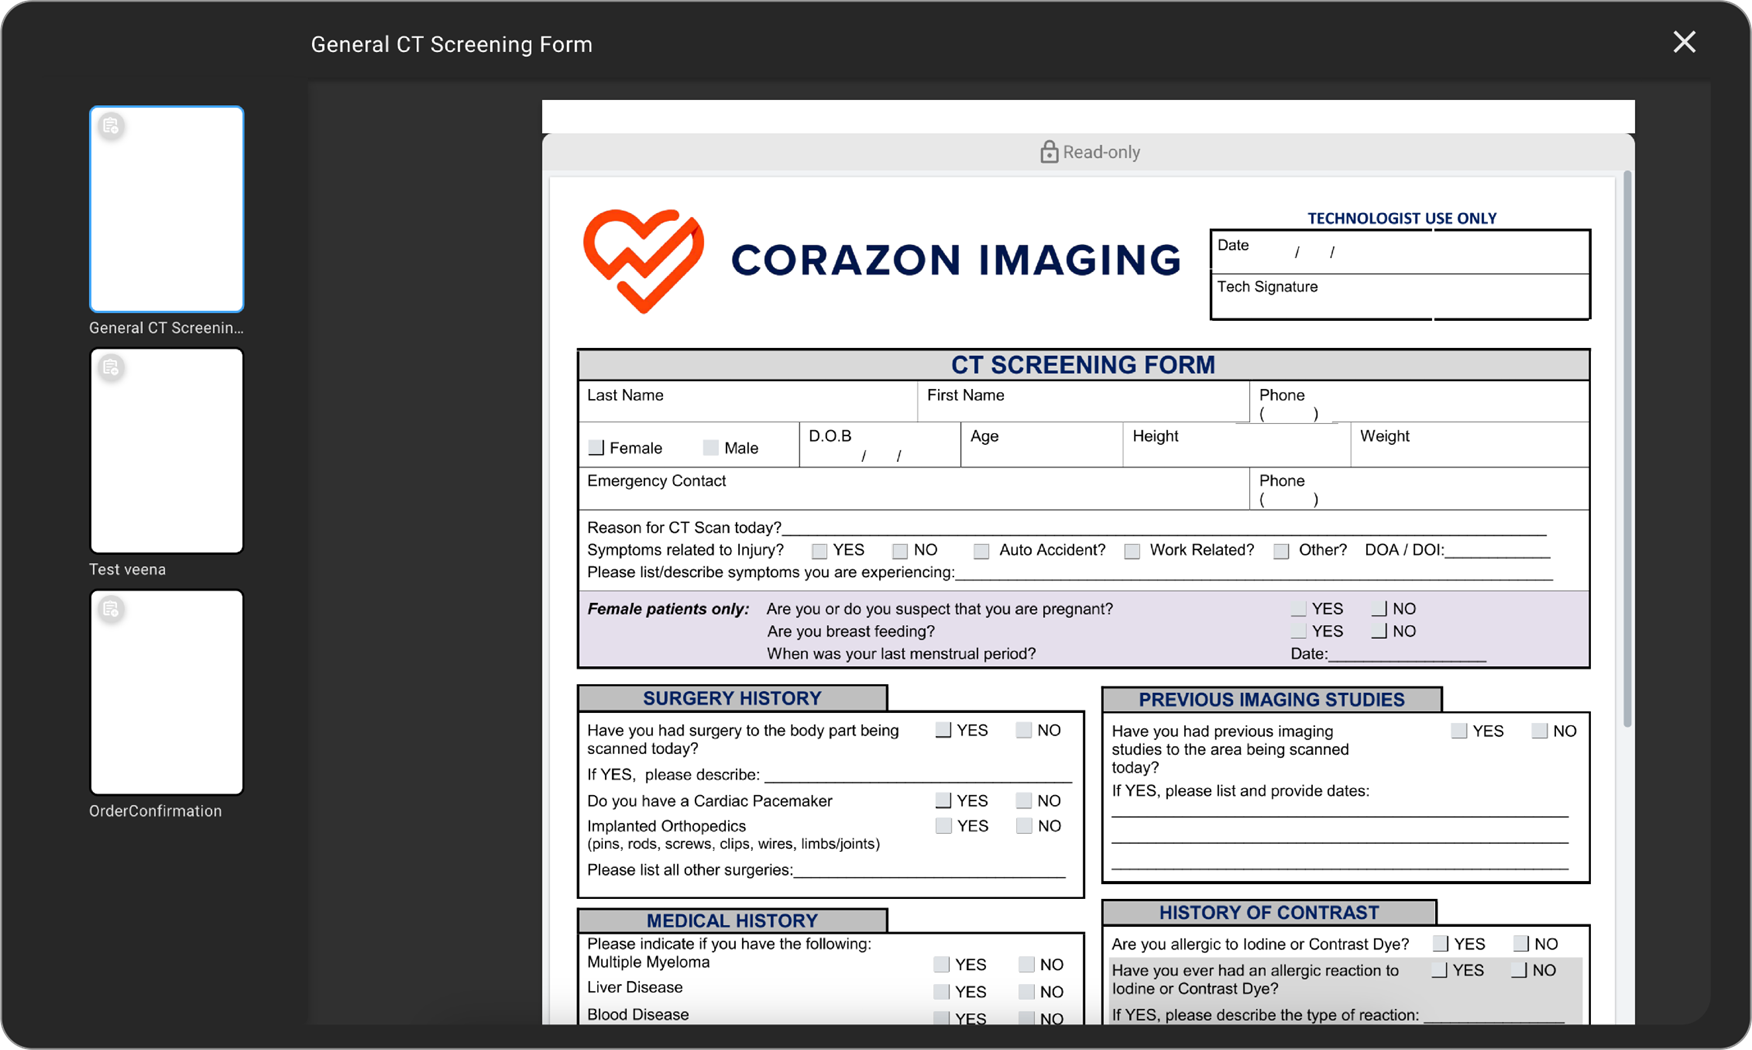 General CT Screening Form
General CT Screenin...
Test veena
OrderConfirmation
Read-only
CORAZON IMAGING
TECHNOLOGIST USE ONLY
Date / /
Tech Signature
CT SCREENING FORM
Last Name First Name Phone
( )
Female Male D.O.B / / Age Height Weight
Emergency Contact Phone
( )
Reason for CT Scan today?
Symptoms related to Injury? YES NO Auto Accident? Work Related? Other? DOA / DOI:
Please list/describe symptoms you are experiencing:
Female patients only: Are you or do you suspect that you are pregnant? YES NO
Are you breast feeding? YES NO
When was your last menstrual period? Date:
SURGERY HISTORY
Have you had surgery to the body part being YES NO
scanned today?
If YES, please describe:
Do you have a Cardiac Pacemaker YES NO
Implanted Orthopedics YES NO
(pins, rods, screws, clips, wires, limbs/joints)
Please list all other surgeries:
PREVIOUS IMAGING STUDIES
Have you had previous imaging YES NO
studies to the area being scanned
today?
If YES, please list and provide dates:
MEDICAL HISTORY
Please indicate if you have the following:
Multiple Myeloma YES NO
Liver Disease YES NO
Blood Disease YES NO
HISTORY OF CONTRAST
Are you allergic to Iodine or Contrast Dye? YES NO
Have you ever had an allergic reaction to YES NO
Iodine or Contrast Dye?
If YES, please describe the type of reaction: